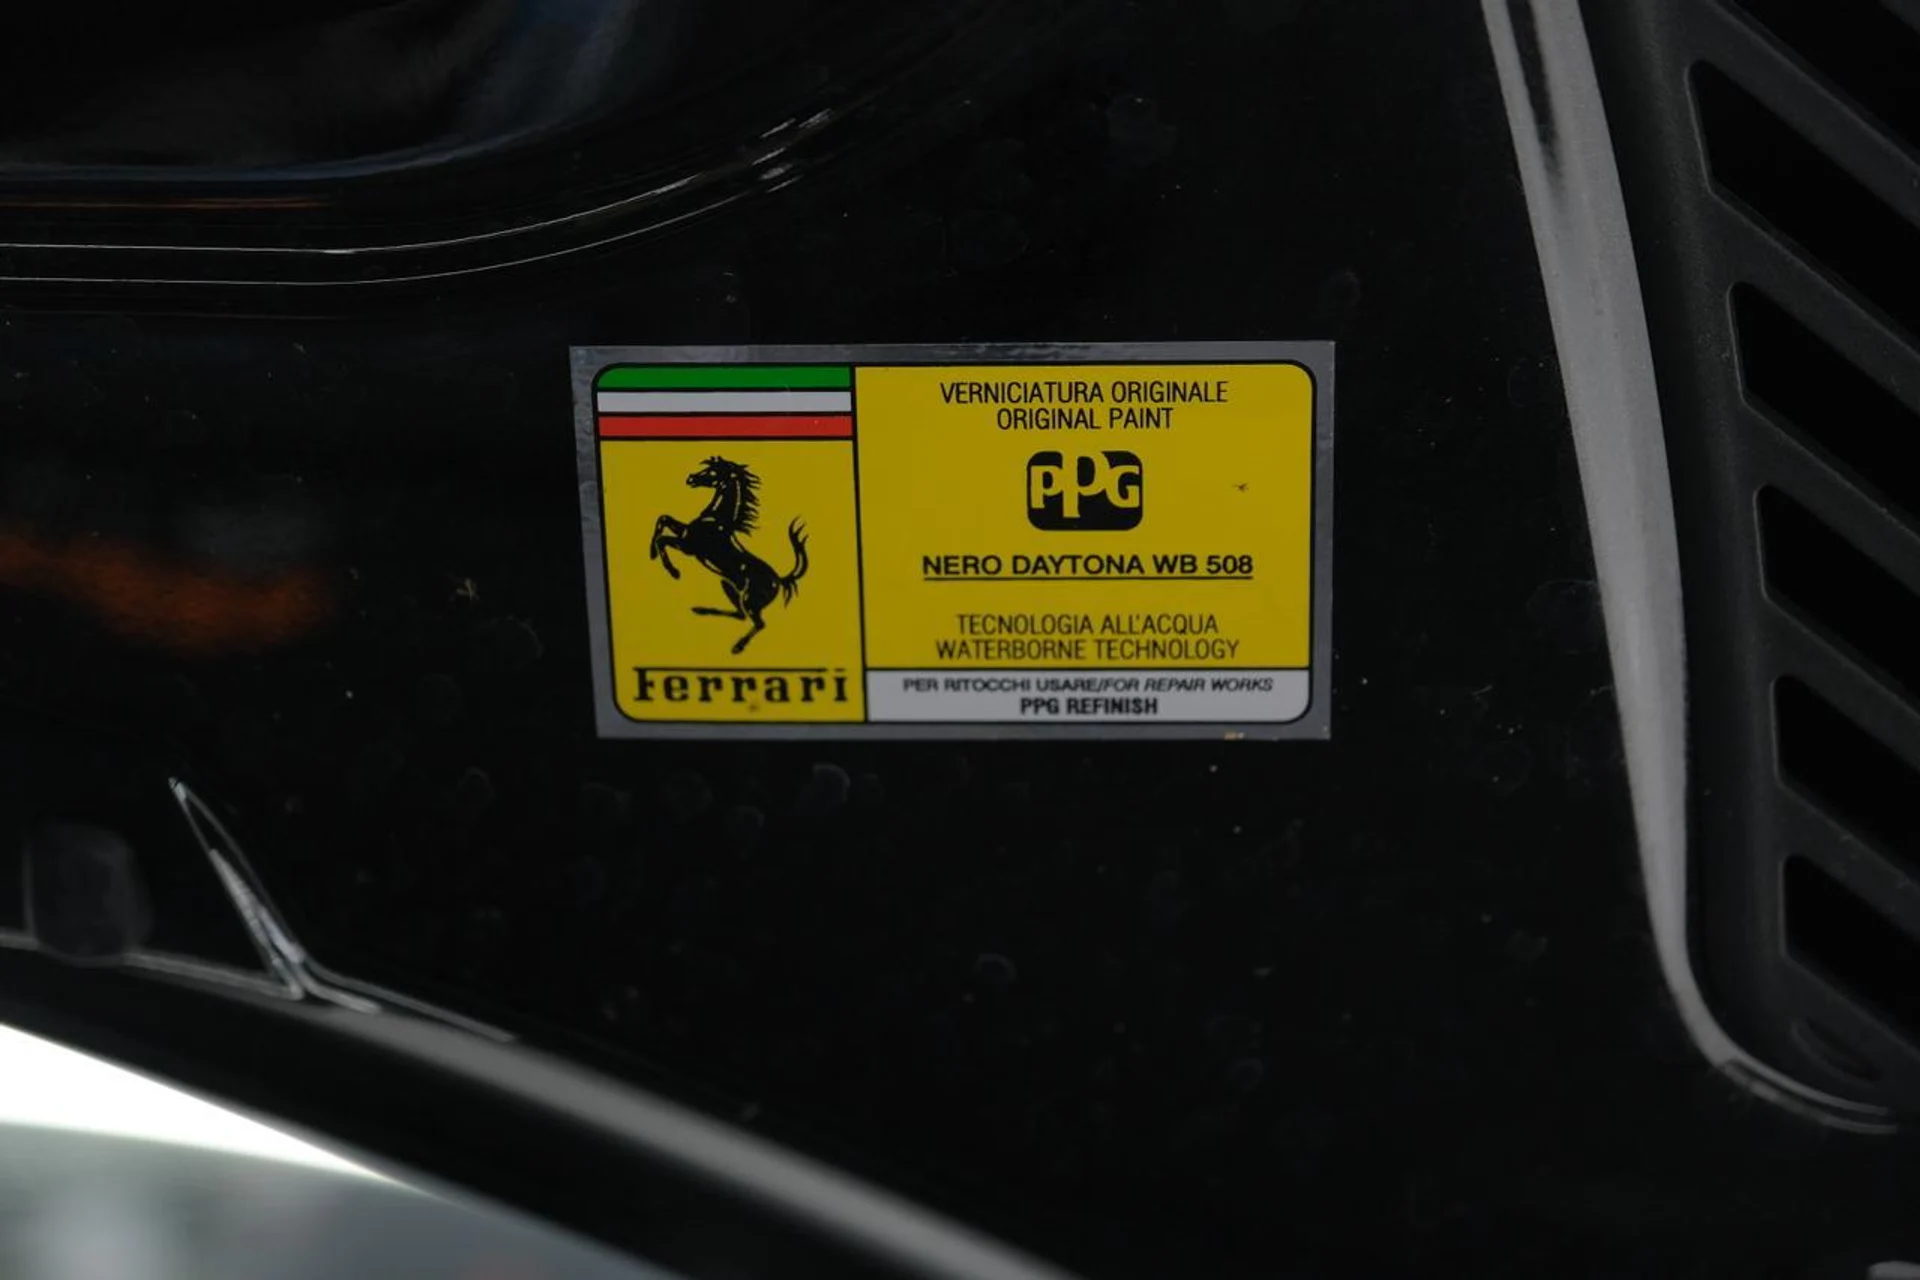 VERNICIATURA ORIGINALE
ORIGINAL PAINT
PPG
NERO DAYTONA WB 508
TECNOLOGIA ALL'ACQUA
WATERBORNE TECHNOLOGY
Ferrari
PER RITOCCHI USARE/FOR REPAIR WORKS
PPG REFINISH